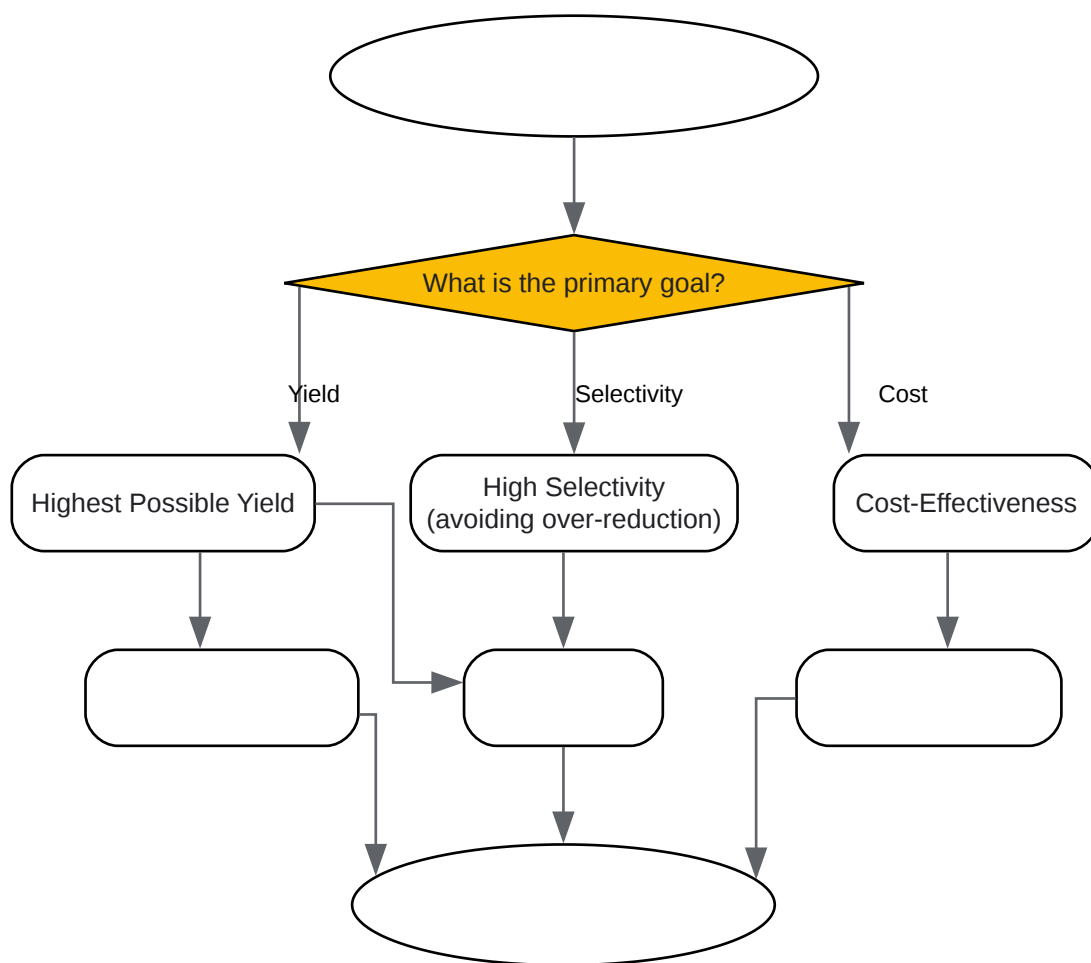 What is the primary goal?
Yield
Selectivity
Cost
Highest Possible Yield
High Selectivity
(avoiding over-reduction)
Cost-Effectiveness